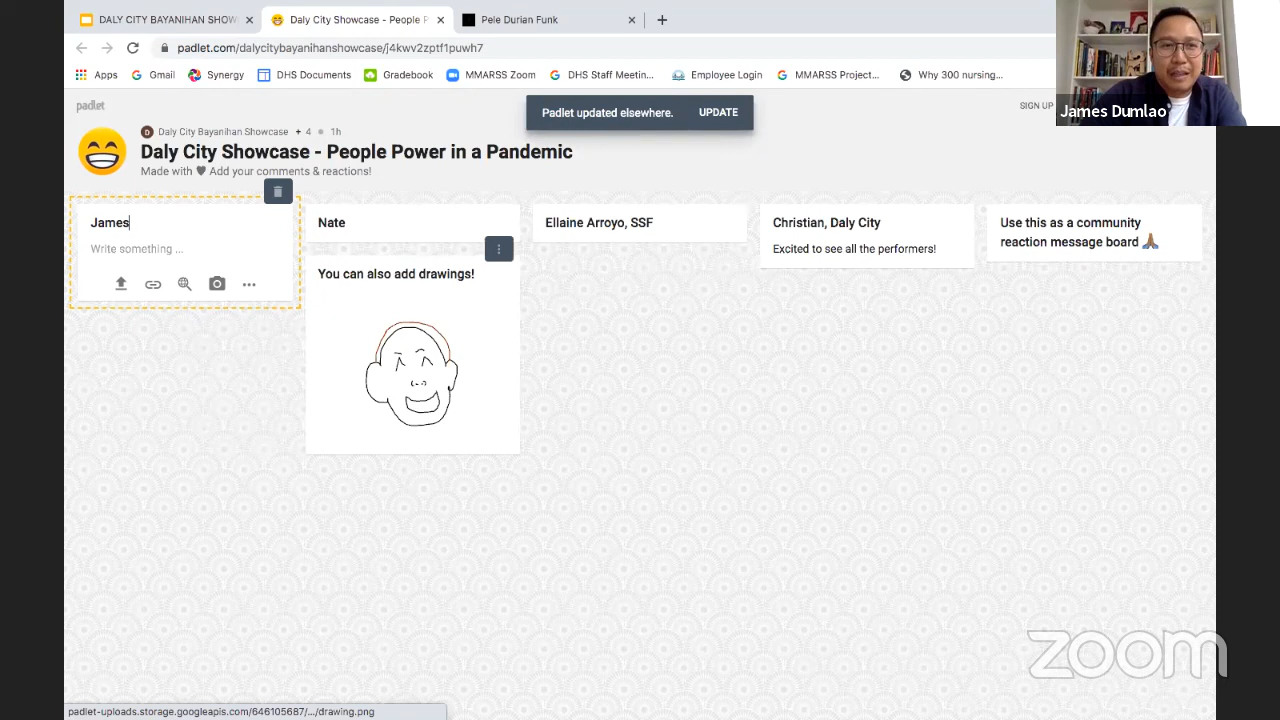 DALY CITY BAYANIHAN SHOW
Daly City Showcase - People P
Pele Durian Funk
padlet.com/dalycitybayanihanshowcase/j4kwv2zptf1puwh7
Apps
Gmail
Synergy
DHS Documents
Gradebook
MMARSS Zoom
DHS Staff Meetin...
Employee Login
MMARSS Project...
Why 300 nursing...
James Dumlao
padlet
Padlet updated elsewhere.
UPDATE
SIGN UP
Daly City Bayanihan Showcase + 4 1h
Daly City Showcase - People Power in a Pandemic
Made with ♥ Add your comments & reactions!
James
Write something ...
Nate
You can also add drawings!
Ellaine Arroyo, SSF
Christian, Daly City
Excited to see all the performers!
Use this as a community
reaction message board 🙏🏽
zoom
padlet-uploads.storage.googleapis.com/646105687/.../drawing.png